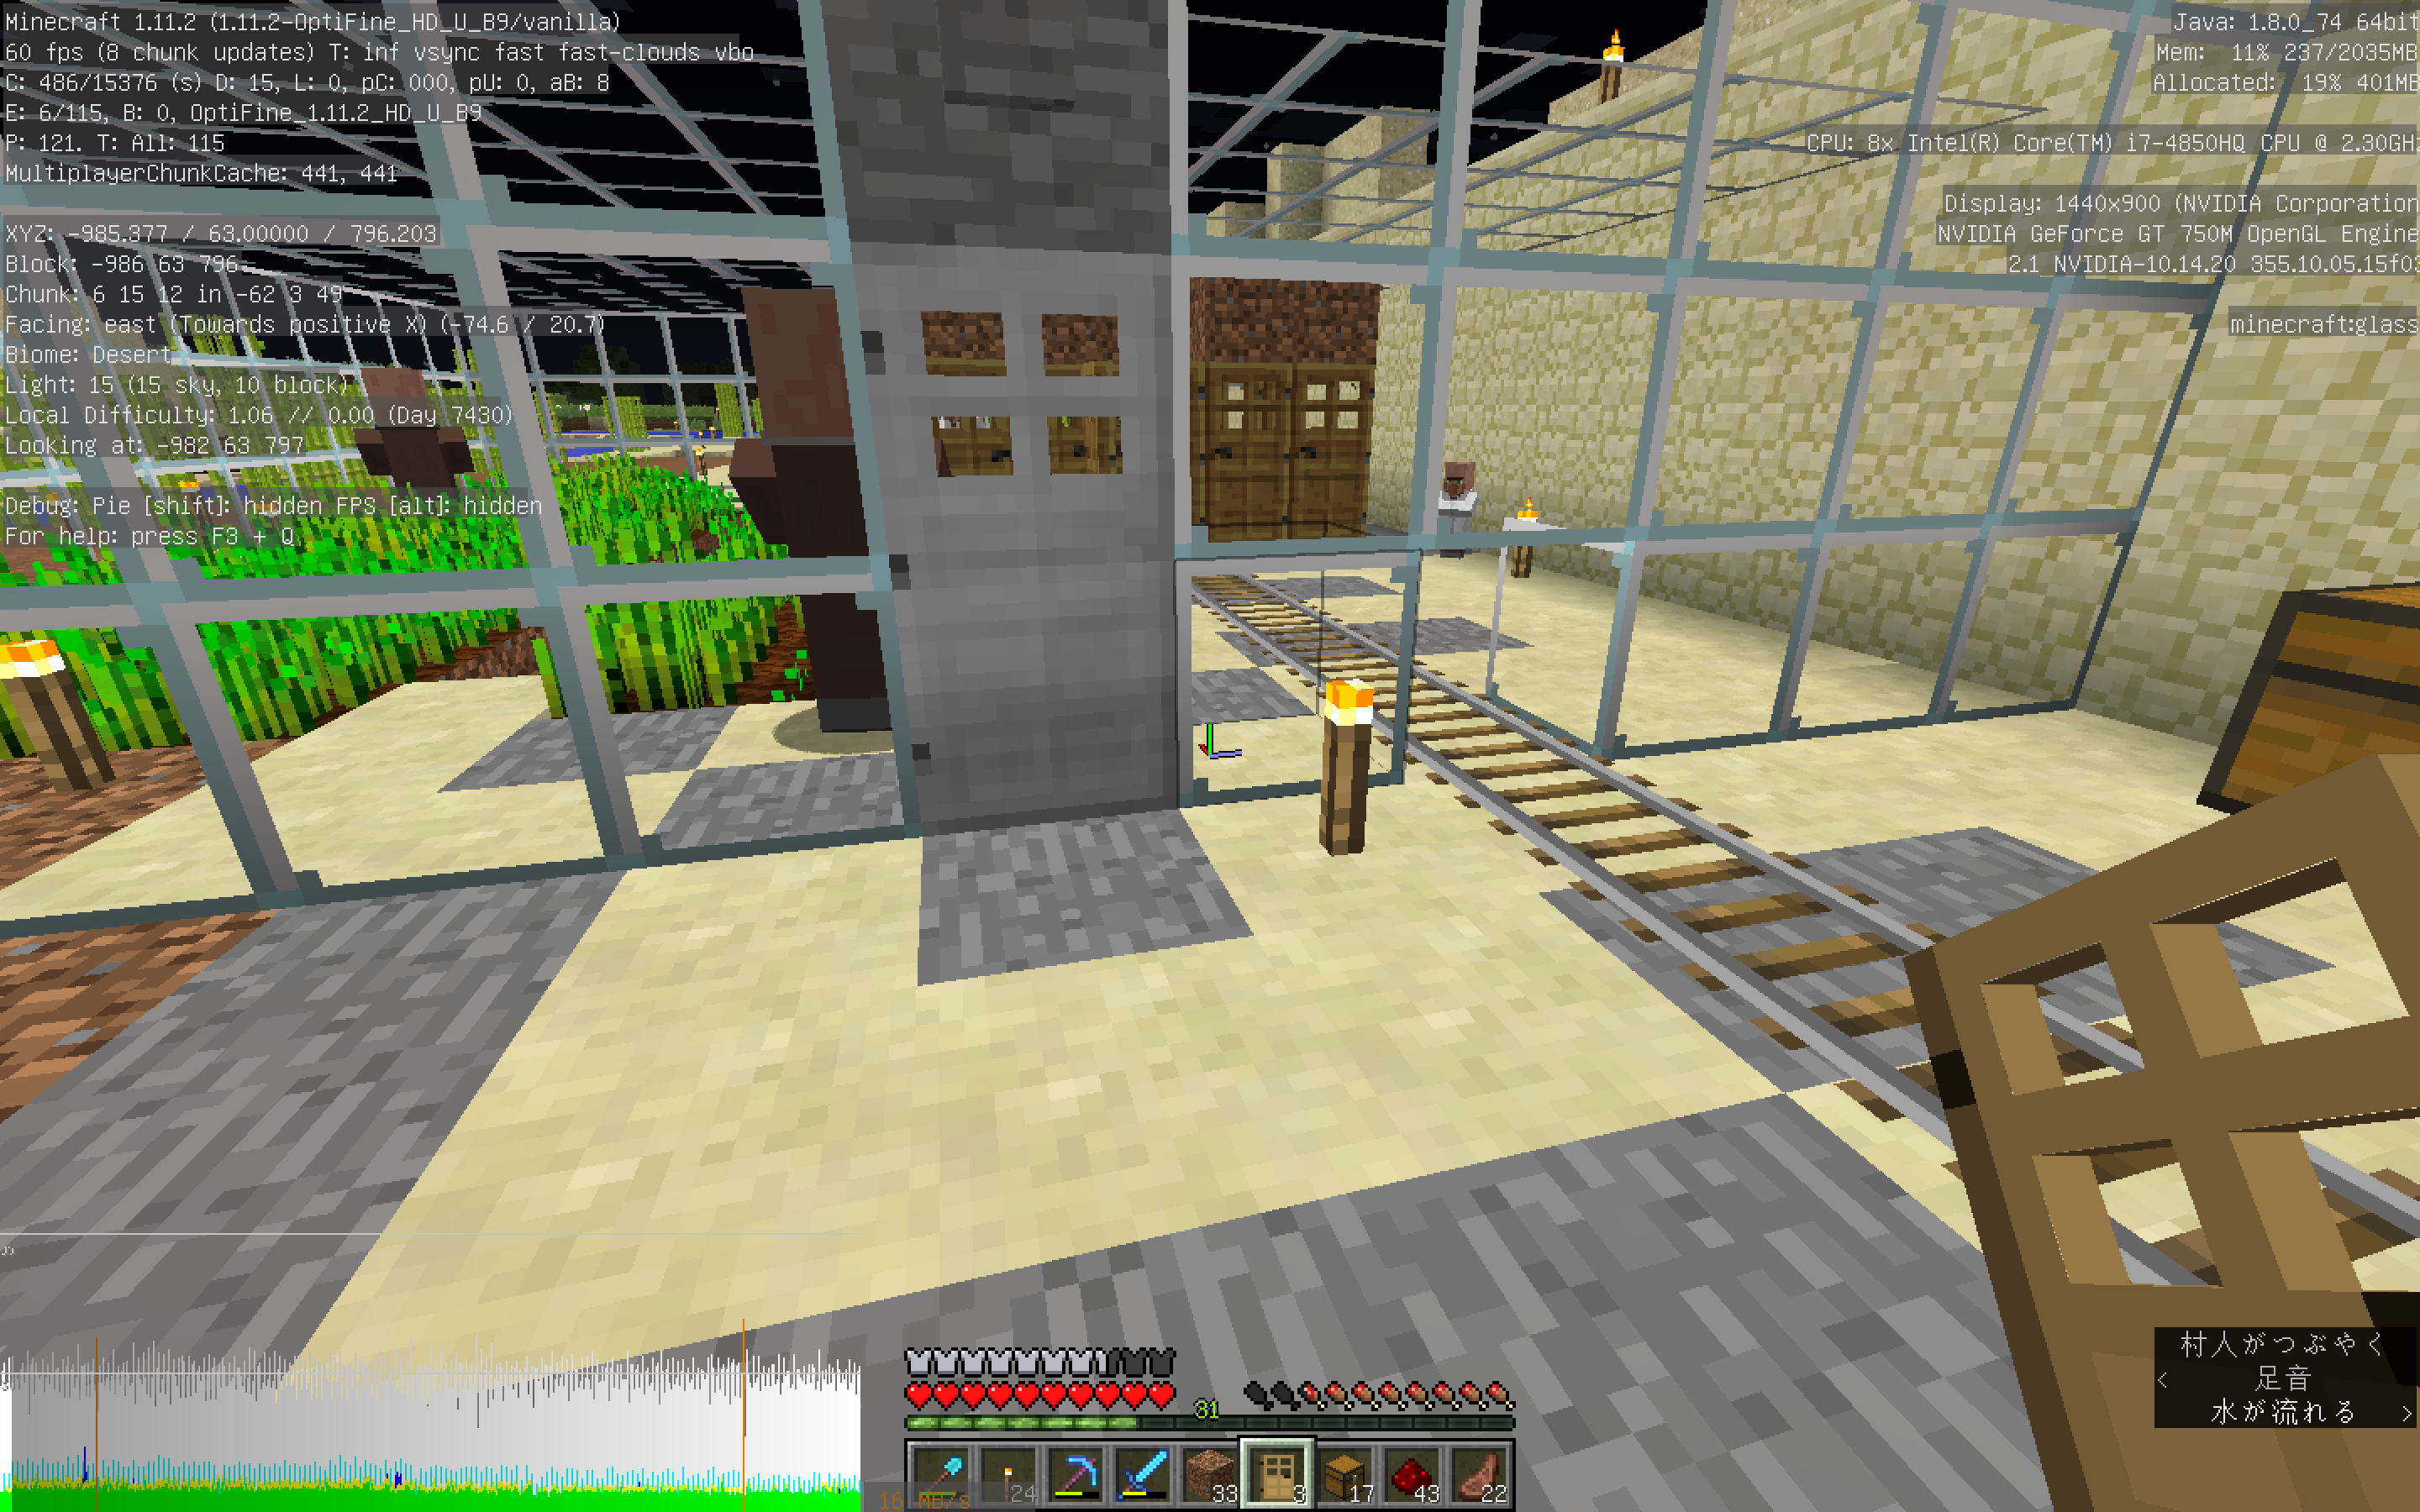 Minecraft 1.11.2 (1.11.2-OptiFine_HD_U_B9/vanilla)
60 fps (8 chunk updates) T: inf vsync fast fast-clouds vbo
C: 486/15376 (s) D: 15, L: 0, pC: 000, pU: 0, aB: 8
E: 6/115, B: 0, OptiFine_1.11.2_HD_U_B9
P: 121. T: All: 115
MultiplayerChunkCache: 441, 441
XYZ: -985.377 / 63.00000 / 796.203
Block: -986 63 796
Chunk: 6 15 12 in -62 3 49
Facing: east (Towards positive X) (-74.6 / 20.7)
Biome: Desert
Light: 15 (15 sky, 10 block)
Local Difficulty: 1.06 // 0.00 (Day 7430)
Looking at: -982 63 797
Debug: Pie [shift]: hidden FPS [alt]: hidden
For help: press F3 + Q
Java: 1.8.0_74 64bit
Mem: 11% 237/2035MB
Allocated: 19% 401MB
CPU: 8x Intel(R) Core(TM) i7-4850HQ CPU @ 2.30GHz
Display: 1440x900 (NVIDIA Corporation
NVIDIA GeForce GT 750M OpenGL Engine
2.1 NVIDIA-10.14.20 355.10.05.15f03
minecraft:glass
村人がつぶやく
< 足音
水が流れる >
31
24 33 3 17 43 22
16 MB/s